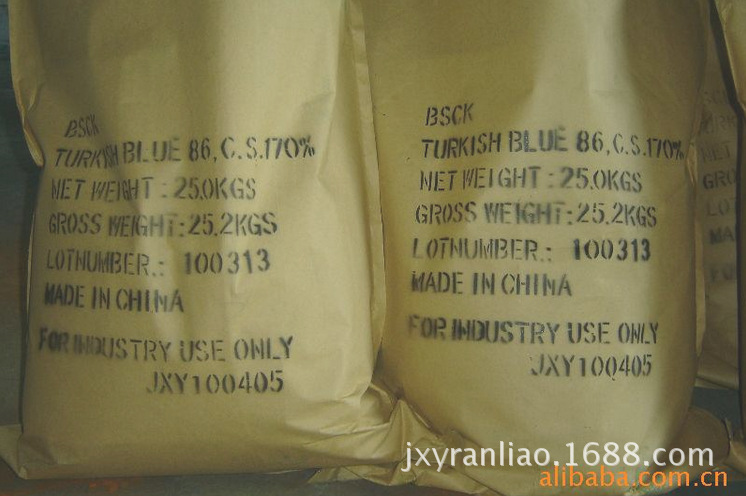 BSCK
TURKISH BLUE 86, C.S.170%
NET WEIGHT : 25.0KGS
GROSS WEIGHT: 25.2KGS
LOTNUMBER.: 100313
MADE IN CHINA
FOR INDUSTRY USE ONLY
JXY100405
BSCK
TURKISH BLUE 86, C.S.170%
NET WEIGHT : 25.0KGS
GROSS WEIGHT: 25.2KGS
LOTNUMBER.: 100313
MADE IN CHINA
FOR INDUSTRY USE ONLY
JXY100405
jxyranliao.1688.com
alibaba.com.cn